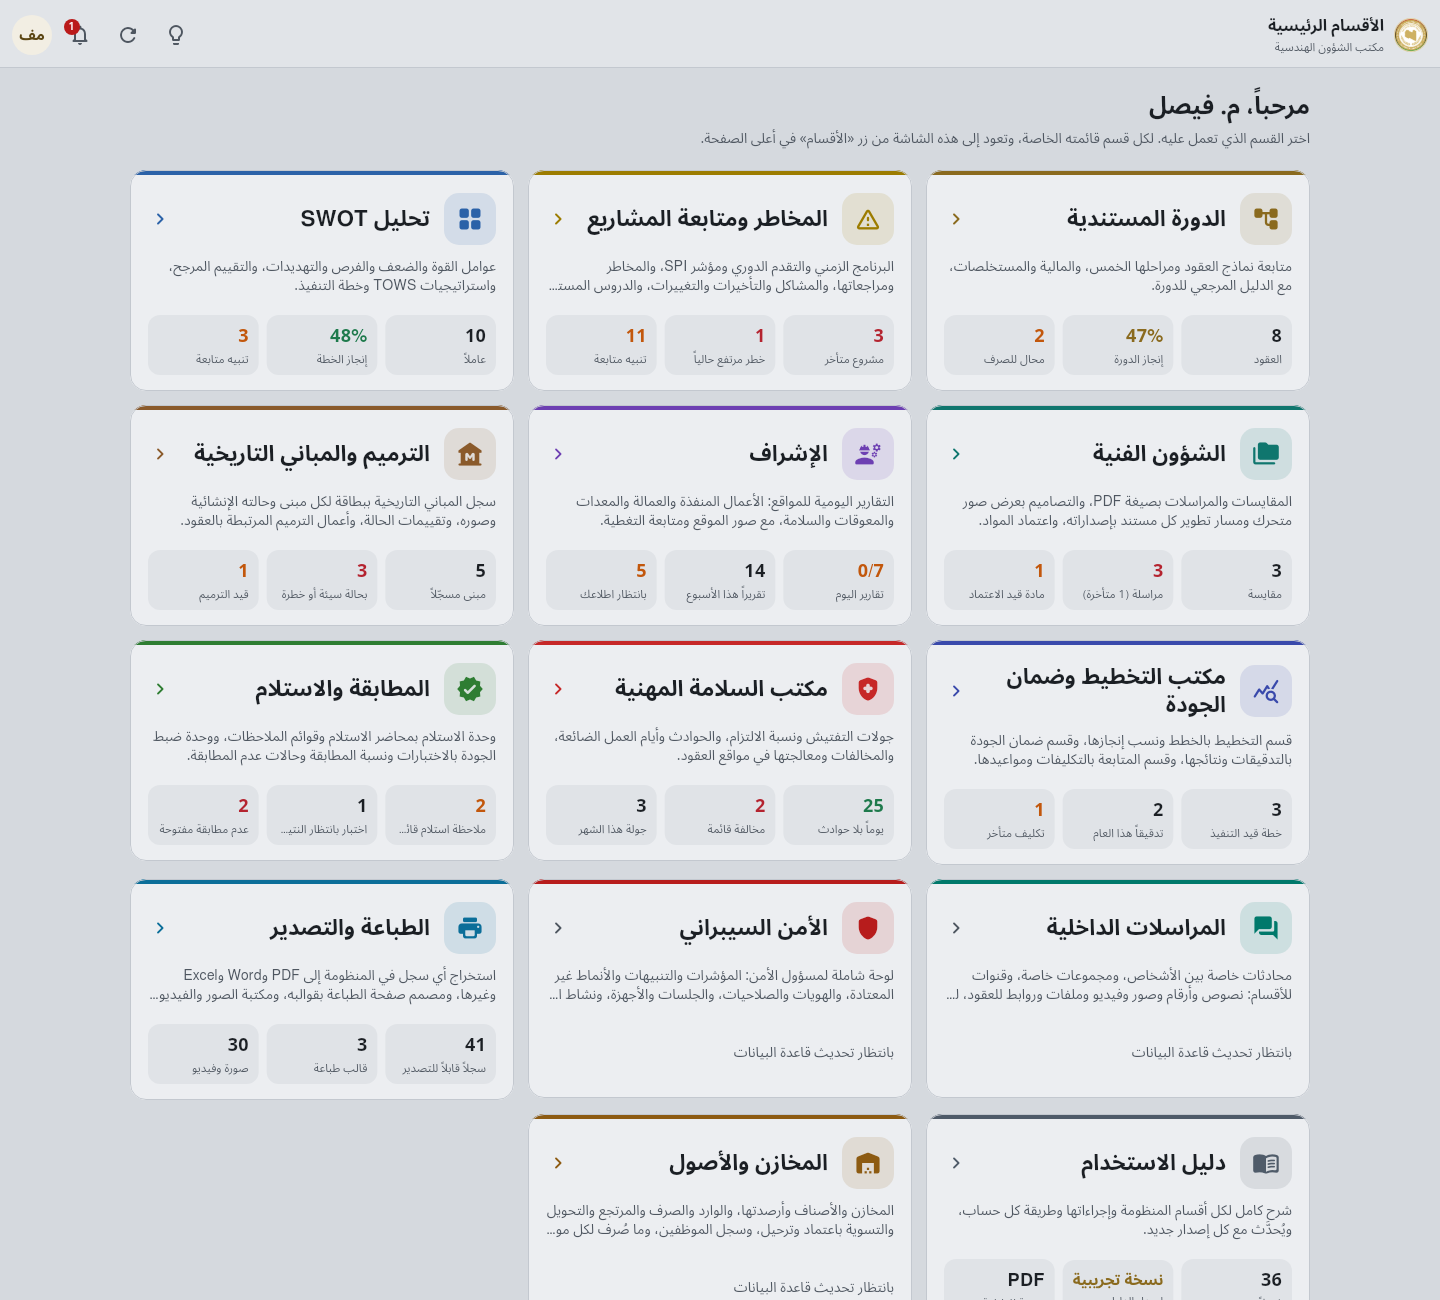 الأقسام الرئيسية
مكتب الشؤون الهندسية
1
مف
مرحباً، م. فيصل
اختر القسم الذي تعمل عليه. لكل قسم قائمته الخاصة، وتعود إلى هذه الشاشة من زر «الأقسام» في أعلى الصفحة.
الدورة المستندية
متابعة نماذج العقود ومراحلها الخمس، والمالية والمستخلصات،
مع الدليل المرجعي للدورة.
8
العقود
47%
إنجاز الدورة
2
محال للصرف
المخاطر ومتابعة المشاريع
البرنامج الزمني والتقدم الدوري ومؤشر SPI، والمخاطر
ومراجعاتها، والمشاكل والتأخيرات والتغييرات، والدروس المستـ...
3
مشروع متأخر
1
خطر مرتفع حالياً
11
تنبيه متابعة
تحليل SWOT
عوامل القوة والضعف والفرص والتهديدات، والتقييم المرجح،
واستراتيجيات TOWS وخطة التنفيذ.
10
عاملاً
48%
إنجاز الخطة
3
تنبيه متابعة
الشؤون الفنية
المقايسات والمراسلات بصيغة PDF، والتصاميم بعرض صور
متحرك ومسار تطوير كل مستند بإصداراته، واعتماد المواد.
3
مقايسة
3
مراسلة (1 متأخرة)
1
مادة قيد الاعتماد
الإشراف
التقارير اليومية للمواقع: الأعمال المنفذة والعمالة والمعدات
والمعوقات والسلامة، مع صور الموقع ومتابعة التغطية.
0/7
تقارير اليوم
14
تقريراً هذا الأسبوع
5
بانتظار اطلاعك
الترميم والمباني التاريخية
سجل المباني التاريخية ببطاقة لكل مبنى وحالته الإنشائية
وصوره، وتقييمات الحالة، وأعمال الترميم المرتبطة بالعقود.
5
مبنى مسجّلاً
3
بحالة سيئة أو خطرة
1
قيد الترميم
مكتب التخطيط وضمان
الجودة
قسم التخطيط بالخطط ونسب إنجازها، وقسم ضمان الجودة
بالتدقيقات ونتائجها، وقسم المتابعة بالتكليفات ومواعيدها.
3
خطة قيد التنفيذ
2
تدقيقاً هذا العام
1
تكليف متأخر
مكتب السلامة المهنية
جولات التفتيش ونسبة الالتزام، والحوادث وأيام العمل الضائعة،
والمخالفات ومعالجتها في مواقع العقود.
25
يوماً بلا حوادث
2
مخالفة قائمة
3
جولة هذا الشهر
المطابقة والاستلام
وحدة الاستلام بمحاضر الاستلام وقوائم الملاحظات، ووحدة ضبط
الجودة بالاختبارات ونسبة المطابقة وحالات عدم المطابقة.
2
ملاحظة استلام قائـ...
1
اختبار بانتظار النتيـ...
2
عدم مطابقة مفتوحة
المراسلات الداخلية
محادثات خاصة بين الأشخاص، ومجموعات خاصة، وقنوات
للأقسام: نصوص وأرقام وصور وفيديو وملفات وروابط للعقود، لـ...
بانتظار تحديث قاعدة البيانات
الأمن السيبراني
لوحة شاملة لمسؤول الأمن: المؤشرات والتنبيهات والأنماط غير
المعتادة، والهويات والصلاحيات، والجلسات والأجهزة، ونشاط ا...
بانتظار تحديث قاعدة البيانات
الطباعة والتصدير
استخراج أي سجل في المنظومة إلى PDF وWord وExcel
وغيرها، ومصمم صفحة الطباعة بقوالبه، ومكتبة الصور والفيديو...
41
سجلاً قابلاً للتصدير
3
قالب طباعة
30
صورة وفيديو
دليل الاستخدام
شرح كامل لكل أقسام المنظومة وإجراءاتها وطريقة كل حساب،
ويُحدَّث مع كل إصدار جديد.
36
نسخة تجريبية
PDF
المخازن والأصول
المخازن والأصناف وأرصدتها، والوارد والصرف والمرتجع والتحويل
والتسوية باعتماد وترحيل، وسجل الموظفين، وما صُرف لكل مو...
بانتظار تحديث قاعدة البيانات